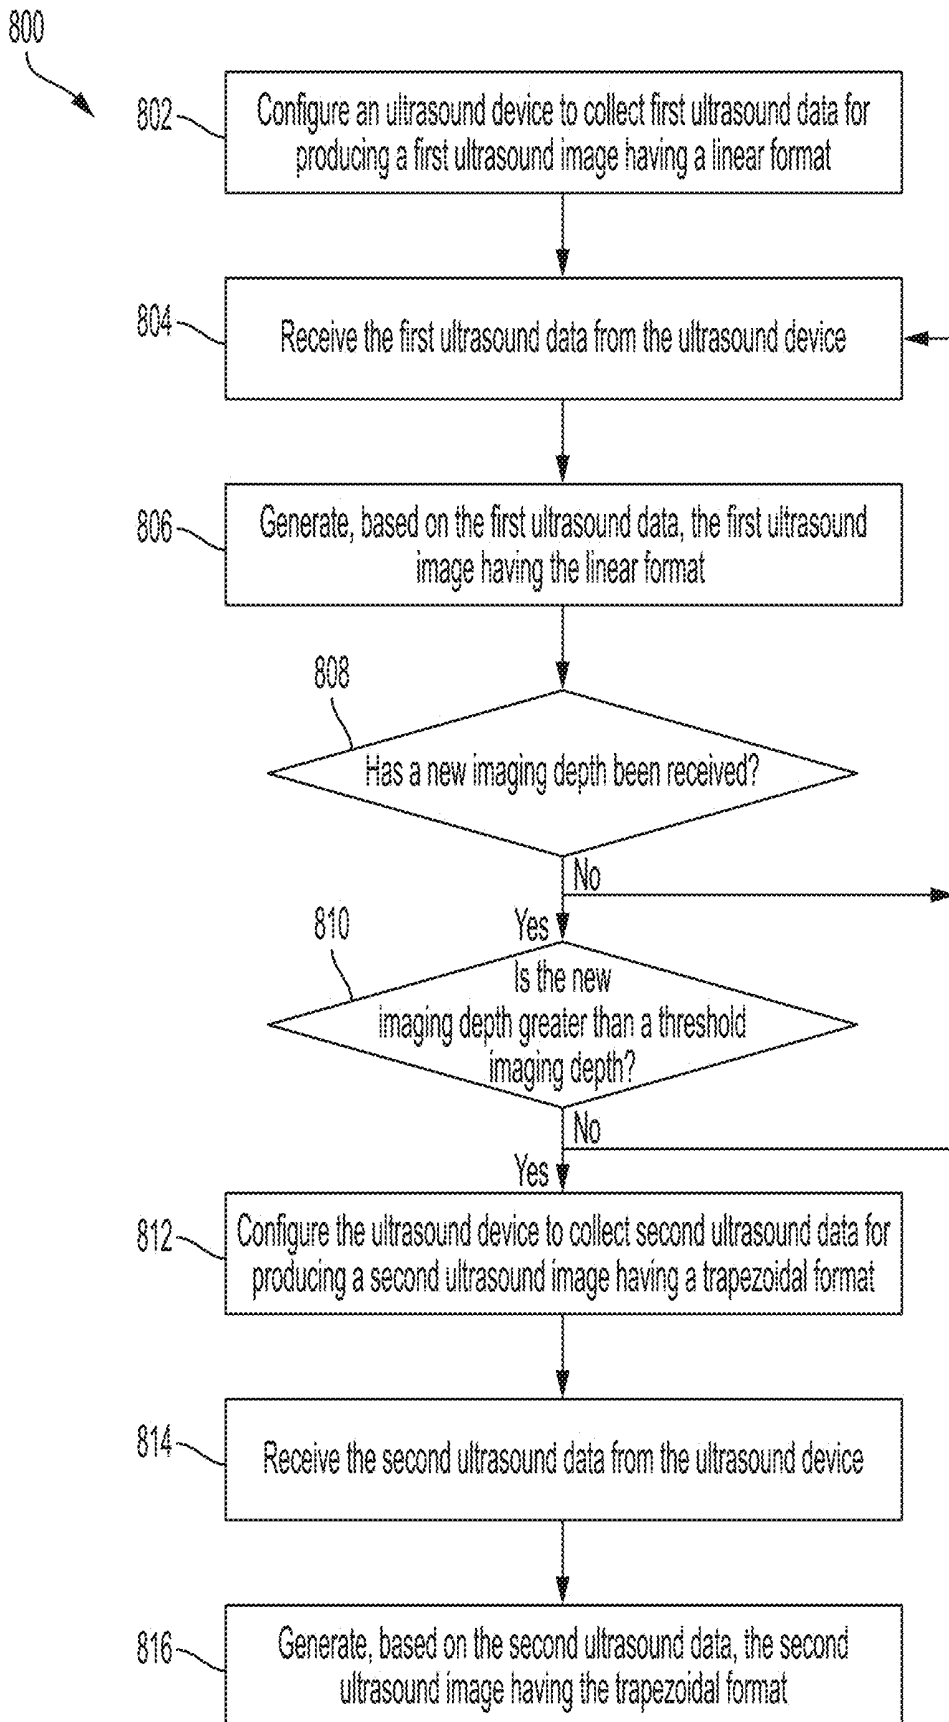 800
802
Configure an ultrasound device to collect first ultrasound data for
producing a first ultrasound image having a linear format
804
Receive the first ultrasound data from the ultrasound device
806
Generate, based on the first ultrasound data, the first ultrasound
image having the linear format
808
Has a new imaging depth been received?
No
Yes
810
Is the new
imaging depth greater than a threshold
imaging depth?
No
Yes
812
Configure the ultrasound device to collect second ultrasound data for
producing a second ultrasound image having a trapezoidal format
814
Receive the second ultrasound data from the ultrasound device
816
Generate, based on the second ultrasound data, the second
ultrasound image having the trapezoidal format